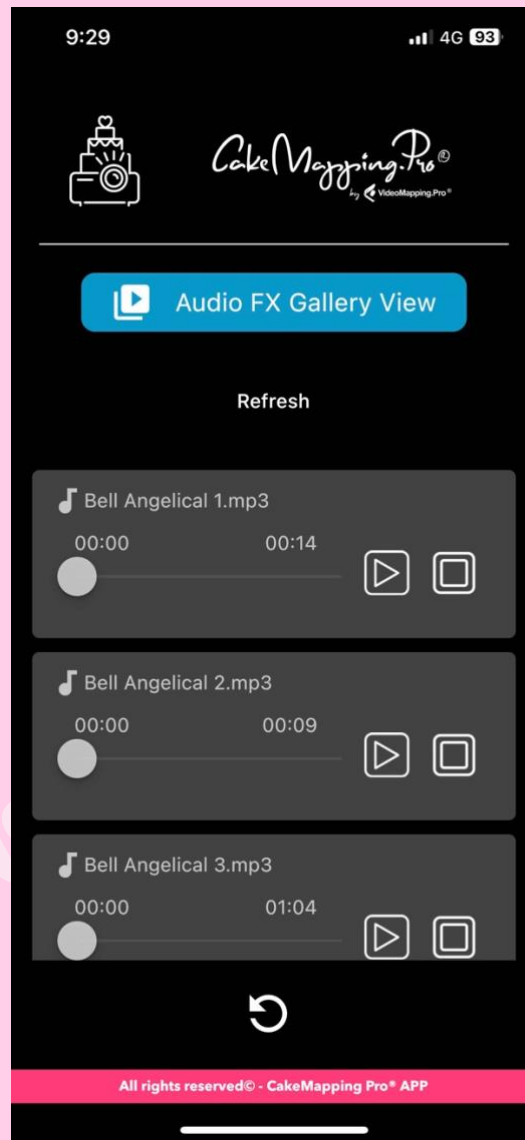 9:29
4G 93
CakeMapping.Pro®
by VideoMapping.Pro®
Audio FX Gallery View
Refresh
Bell Angelical 1.mp3
00:00 00:14
Bell Angelical 2.mp3
00:00 00:09
Bell Angelical 3.mp3
00:00 01:04
All rights reserved© - CakeMapping Pro® APP